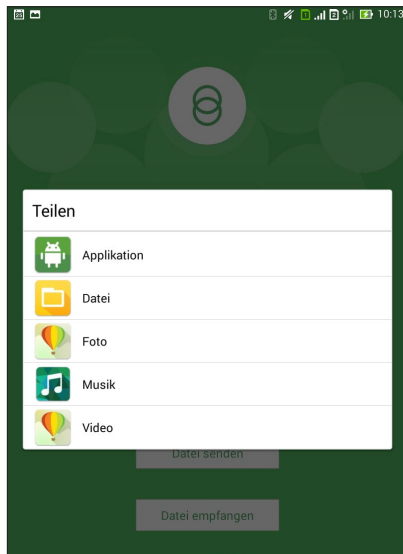 10:13
Teilen
Applikation
Datei
Foto
Musik
Video
Datei senden
Datei empfangen